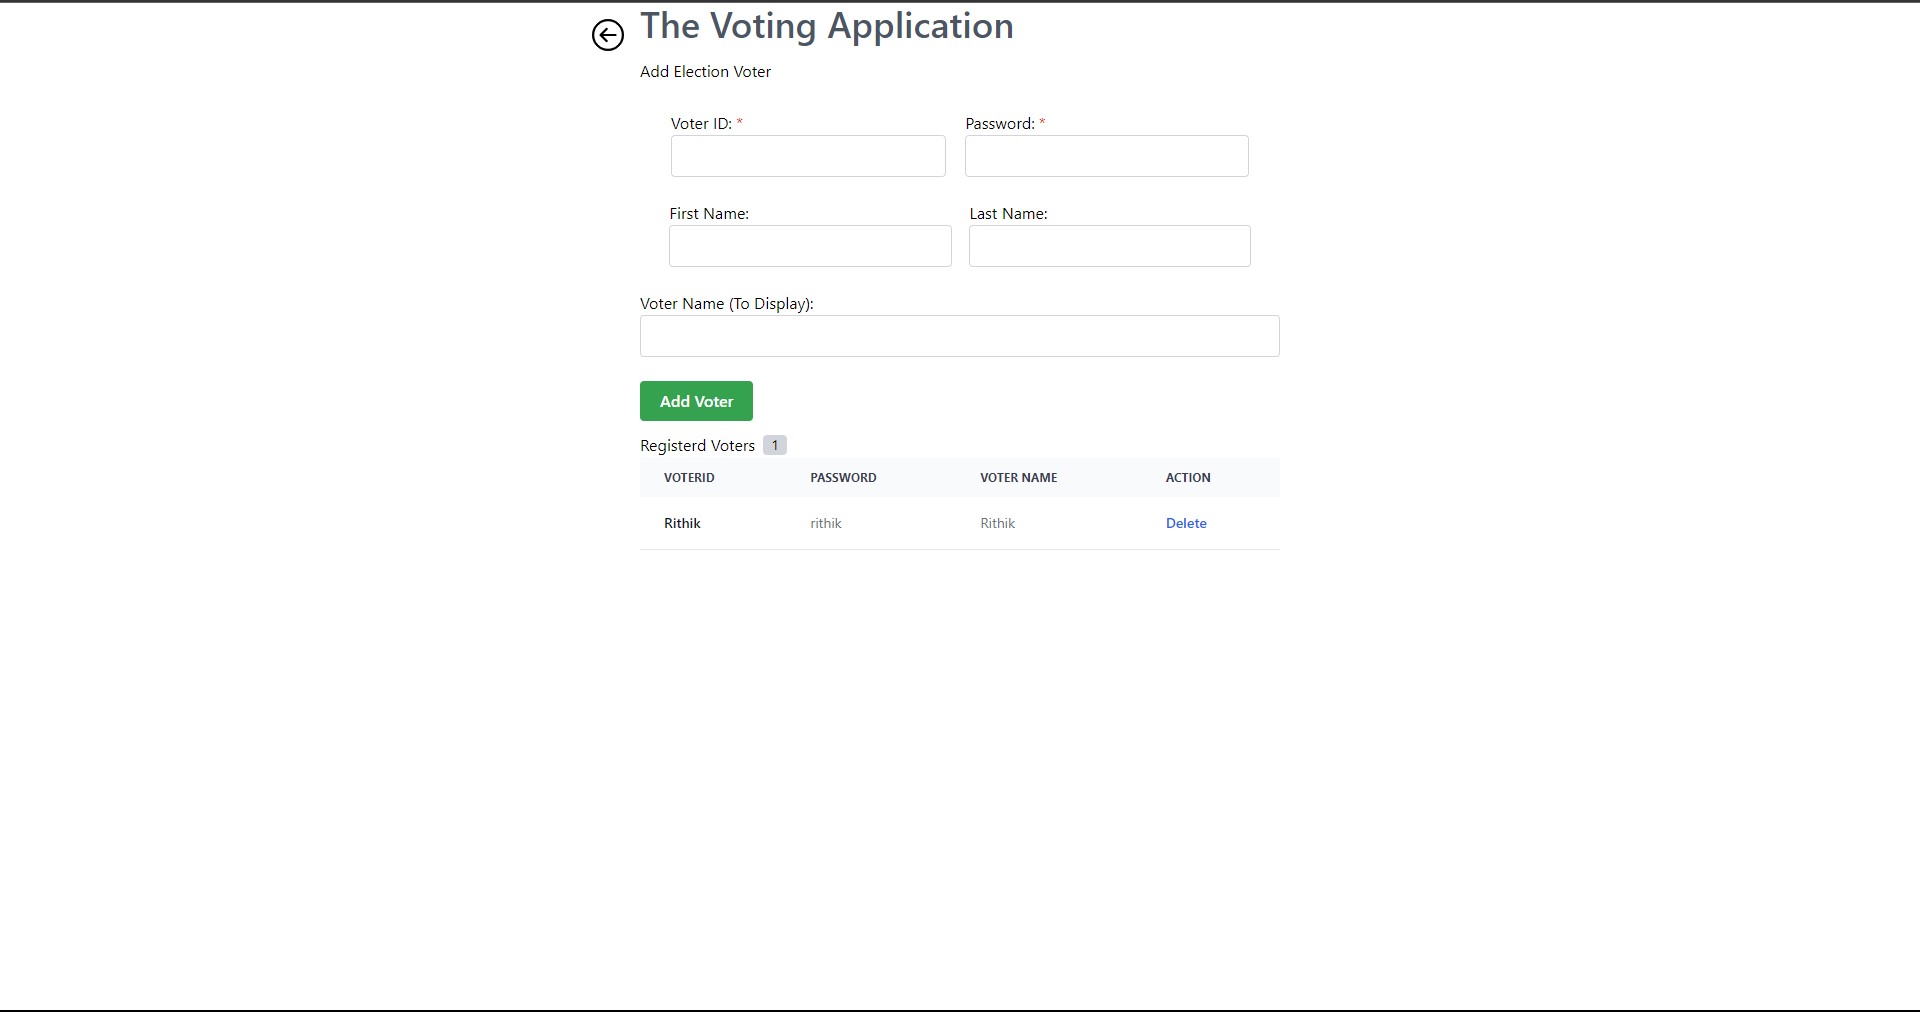 The Voting Application
Add Election Voter
Voter ID: * Password: *
First Name: Last Name:
Voter Name (To Display):
Add Voter
Registerd Voters 1
VOTERID PASSWORD VOTER NAME ACTION
Rithik rithik Rithik Delete